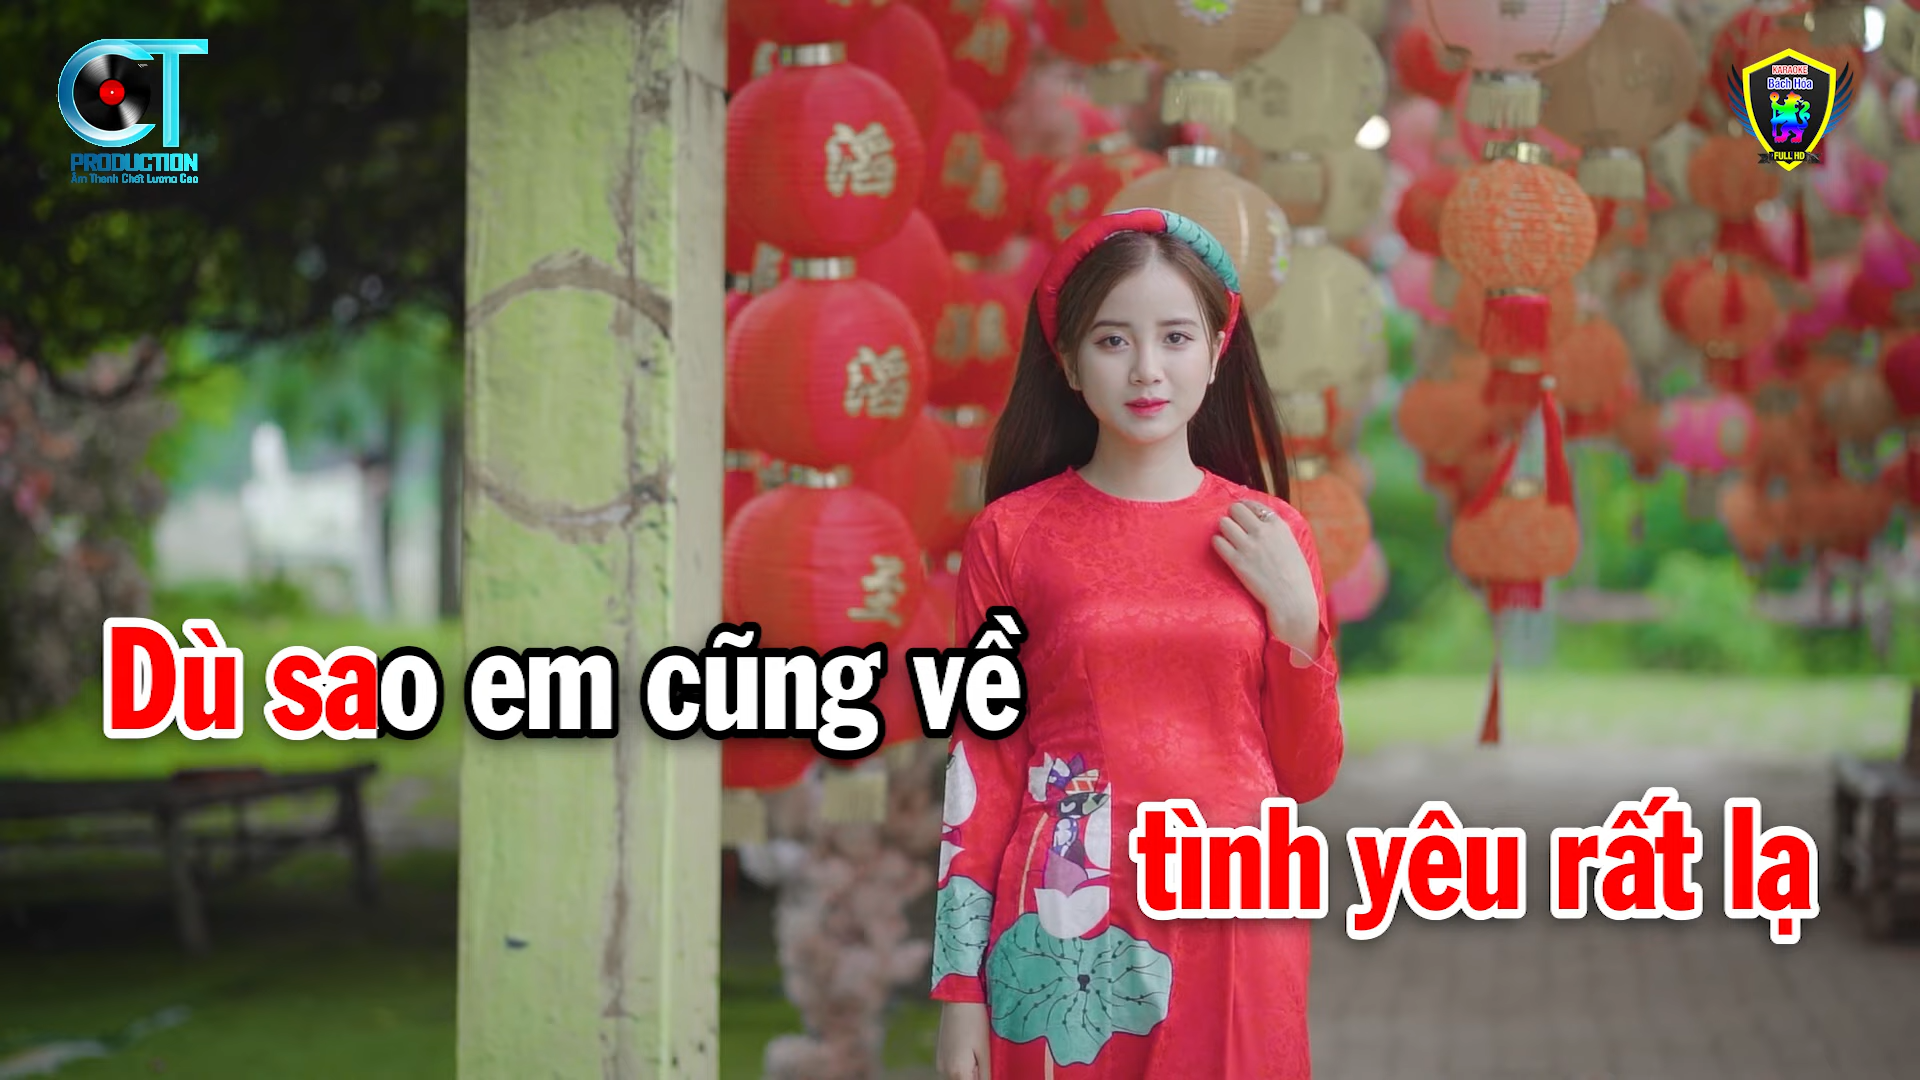 CT
PRODUCTION
Âm Thanh Chất Lượng Cao
KARAOKE
Bách Hóa
FULL HD
Dù sao em cũng về
tình yêu rất lạ